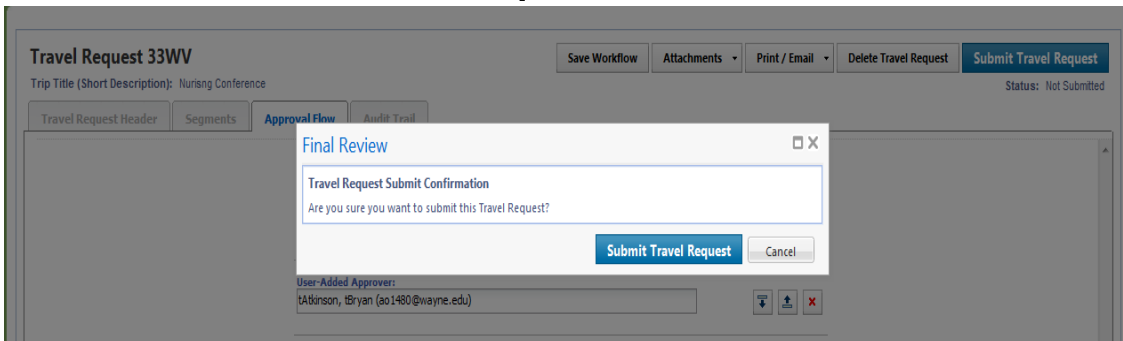 Travel Request 33WV
Save Workflow Attachments Print / Email Delete Travel Request Submit Travel Request
Trip Title (Short Description): Nurisng Conference
Status: Not Submitted
Travel Request Header Segments Approval Flow Audit Trail
Final Review
Travel Request Submit Confirmation
Are you sure you want to submit this Travel Request?
Submit Travel Request Cancel
User-Added Approver:
tAtkinson, tBryan (ao1480@wayne.edu)